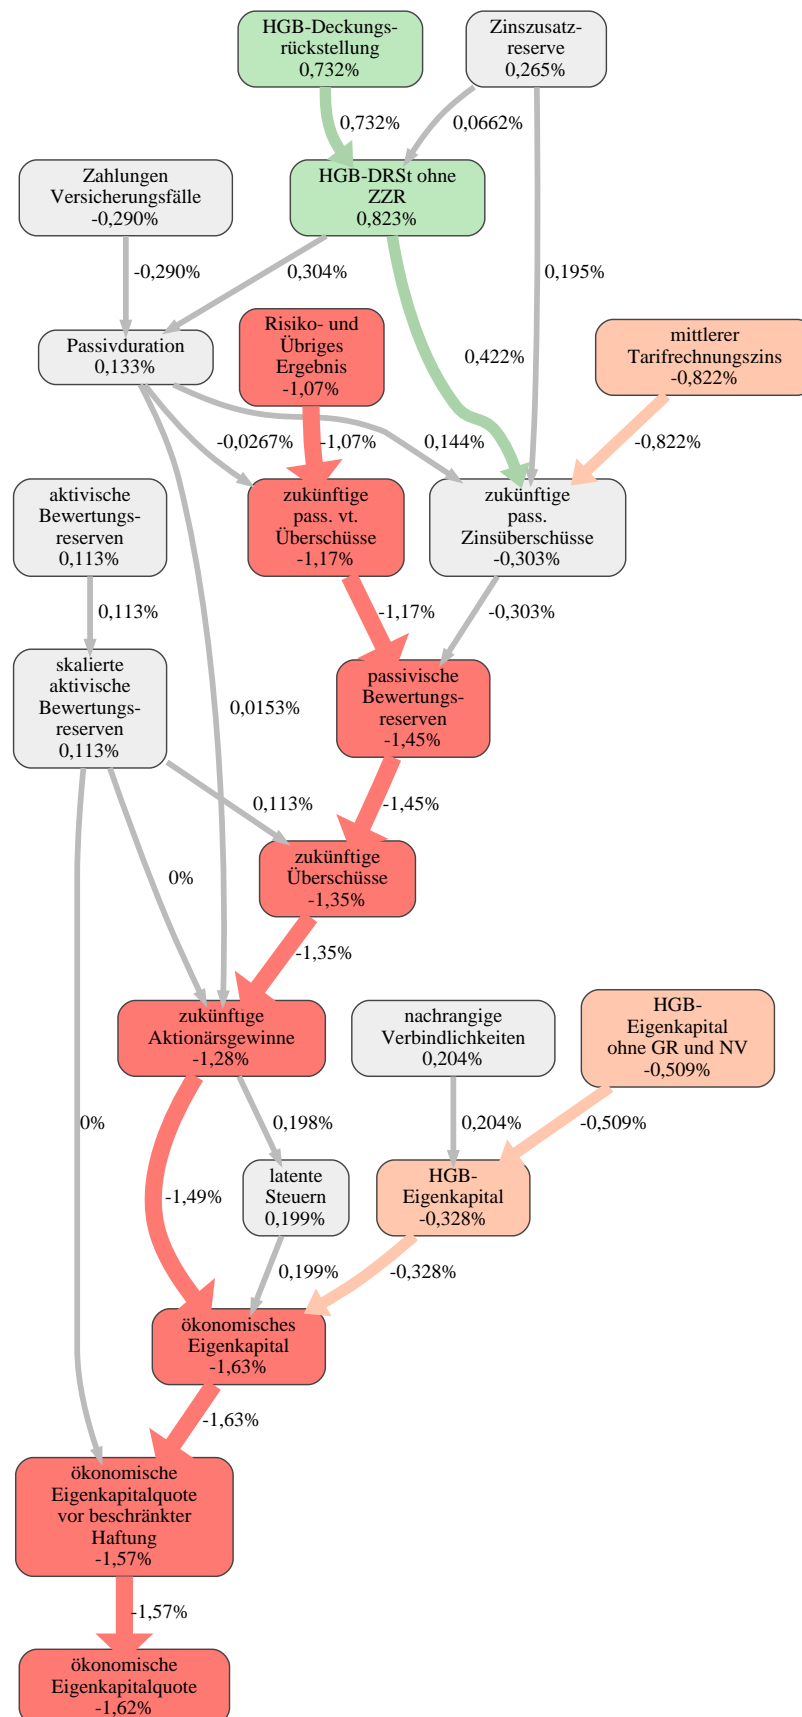 HGB-Deckungs-
rückstellung
0,732%
Zinszusatz-
reserve
0,265%
0,732%
0,0662%
Zahlungen
Versicherungsfälle
-0,290%
HGB-DRSt ohne
ZZR
0,823%
-0,290%
0,304%
0,195%
Risiko- und
Übriges
Ergebnis
-1,07%
mittlerer
Tarifrechnungszins
-0,822%
Passivduration
0,133%
0,422%
-0,0267%
-1,07%
0,144%
-0,822%
aktivische
Bewertungs-
reserven
0,113%
zukünftige
pass. vt.
Überschüsse
-1,17%
zukünftige
pass.
Zinsüberschüsse
-0,303%
0,113%
-1,17%
-0,303%
skalierte
aktivische
Bewertungs-
reserven
0,113%
0,0153%
passivische
Bewertungs-
reserven
-1,45%
0,113%
-1,45%
zukünftige
Überschüsse
-1,35%
0%
-1,35%
zukünftige
Aktionärsgewinne
-1,28%
nachrangige
Verbindlichkeiten
0,204%
HGB-
Eigenkapital
ohne GR und NV
-0,509%
0%
0,198%
0,204%
-0,509%
-1,49%
latente
Steuern
0,199%
HGB-
Eigenkapital
-0,328%
0,199%
-0,328%
ökonomisches
Eigenkapital
-1,63%
-1,63%
ökonomische
Eigenkapitalquote
vor beschränkter
Haftung
-1,57%
-1,57%
ökonomische
Eigenkapitalquote
-1,62%